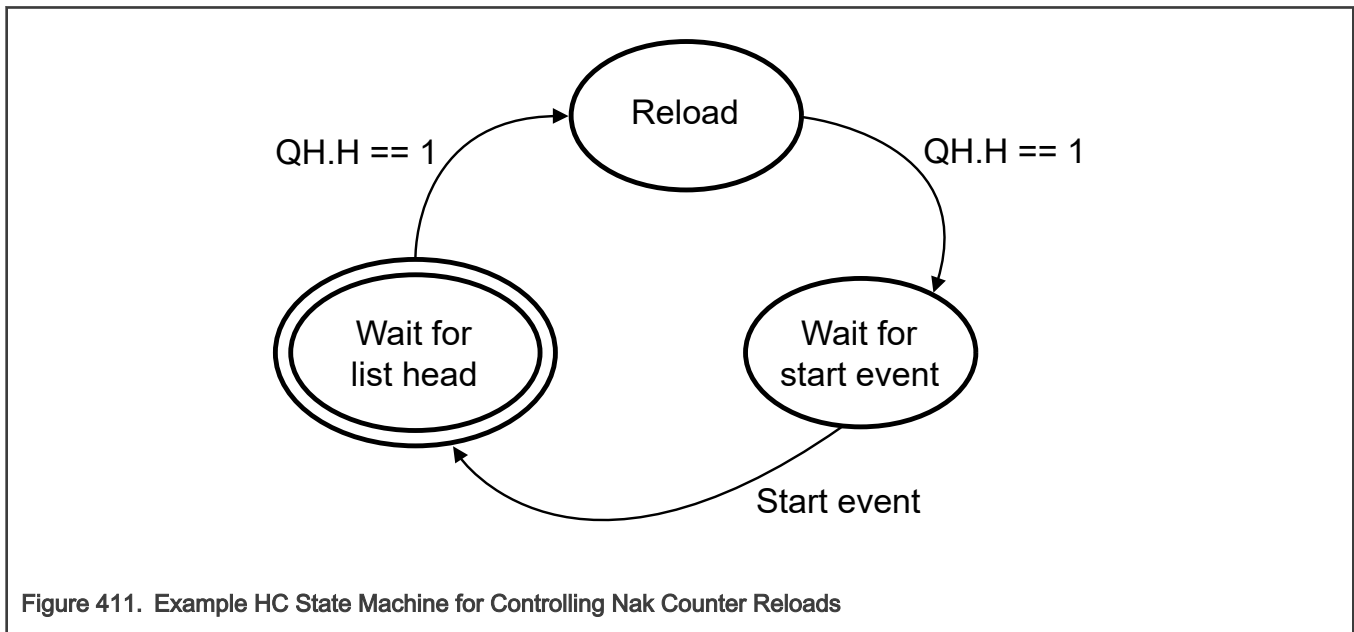 Reload
QH.H == 1
QH.H == 1
Wait for
list head
Wait for
start event
Start event
Figure 411. Example HC State Machine for Controlling Nak Counter Reloads